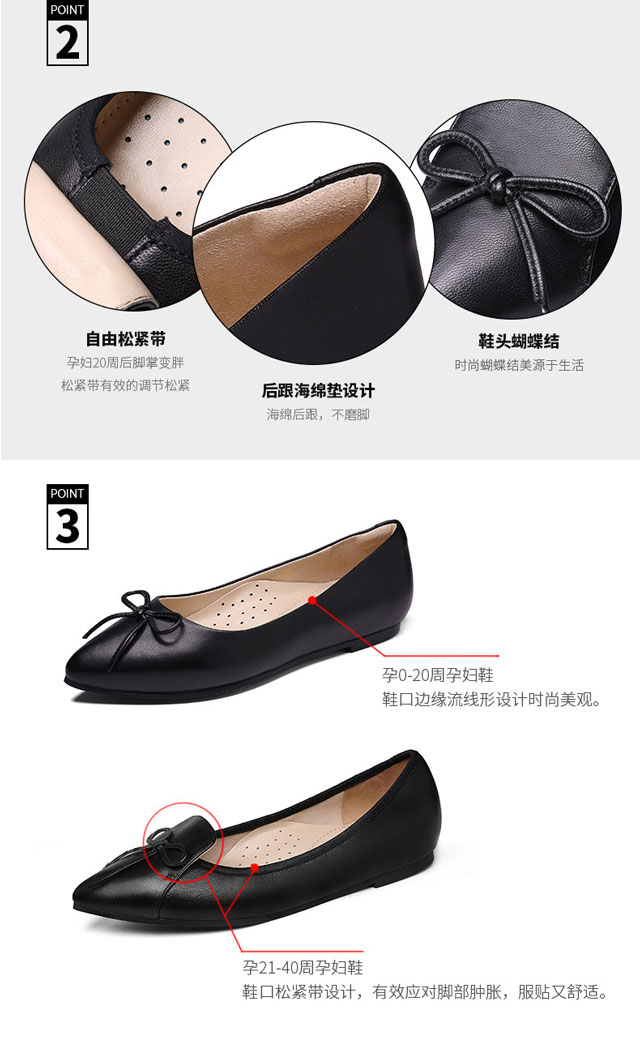 POINT
2
自由松紧带
孕妇20周后脚掌变胖
松紧带有效的调节松紧
后跟海绵垫设计
海绵后跟，不磨脚
鞋头蝴蝶结
时尚蝴蝶结美源于生活
POINT
3
孕0-20周孕妇鞋
鞋口边缘流线形设计时尚美观。
孕21-40周孕妇鞋
鞋口松紧带设计，有效应对脚部肿胀，服贴又舒适。